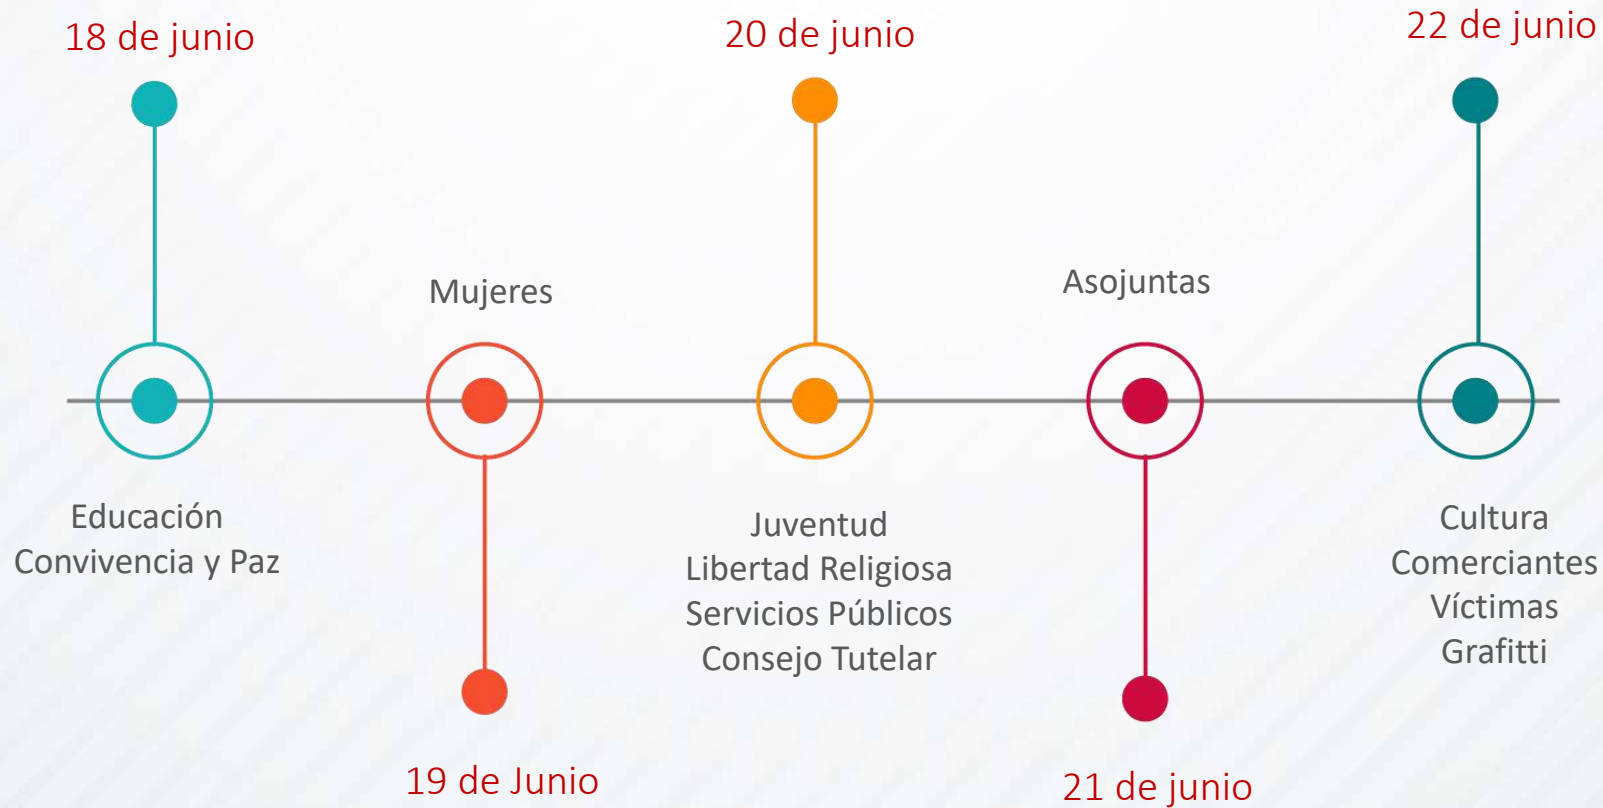 18 de junio
Educación
Convivencia y Paz
Mujeres
19 de Junio
20 de junio
Juventud
Libertad Religiosa
Servicios Públicos
Consejo Tutelar
Asojuntas
21 de junio
22 de junio
Cultura
Comerciantes
Víctimas
Grafitti